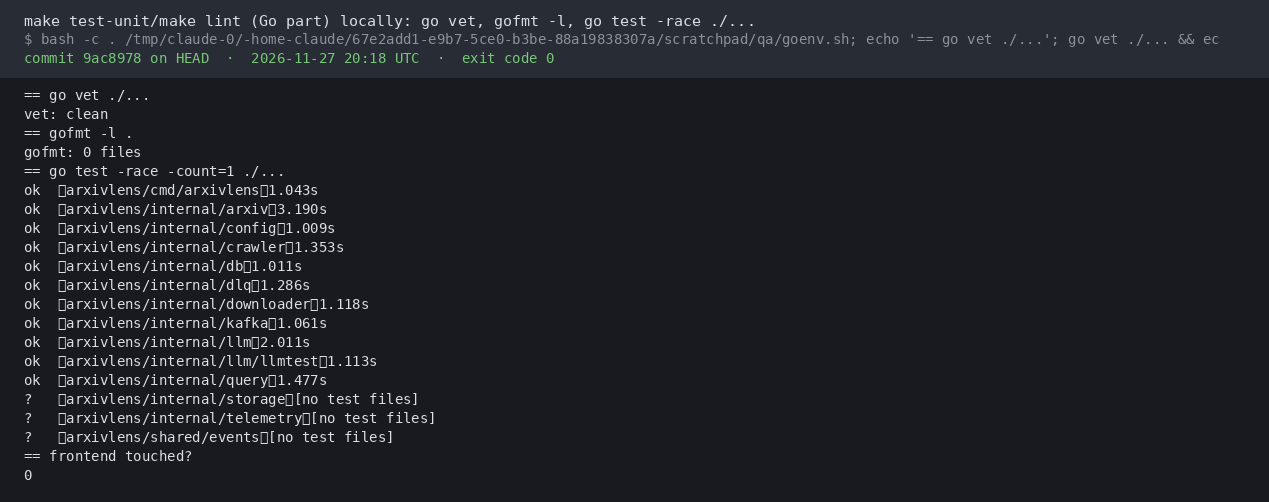 make test-unit/make lint (Go part) locally: go vet, gofmt -l, go test -race ./...
$ bash -c . /tmp/claude-0/-home-claude/67e2add1-e9b7-5ce0-b3be-88a19838307a/scratchpad/qa/goenv.sh; echo '== go vet ./...'; go vet ./... && ec
commit 9ac8978 on HEAD · 2026-11-27 20:18 UTC · exit code 0
== go vet ./...
vet: clean
== gofmt -l .
gofmt: 0 files
== go test -race -count=1 ./...
ok  □arxivlens/cmd/arxivlens□1.043s
ok  □arxivlens/internal/arxiv□3.190s
ok  □arxivlens/internal/config□1.009s
ok  □arxivlens/internal/crawler□1.353s
ok  □arxivlens/internal/db□1.011s
ok  □arxivlens/internal/dlq□1.286s
ok  □arxivlens/internal/downloader□1.118s
ok  □arxivlens/internal/kafka□1.061s
ok  □arxivlens/internal/llm□2.011s
ok  □arxivlens/internal/llm/llmtest□1.113s
ok  □arxivlens/internal/query□1.477s
?   □arxivlens/internal/storage□[no test files]
?   □arxivlens/internal/telemetry□[no test files]
?   □arxivlens/shared/events□[no test files]
== frontend touched?
0